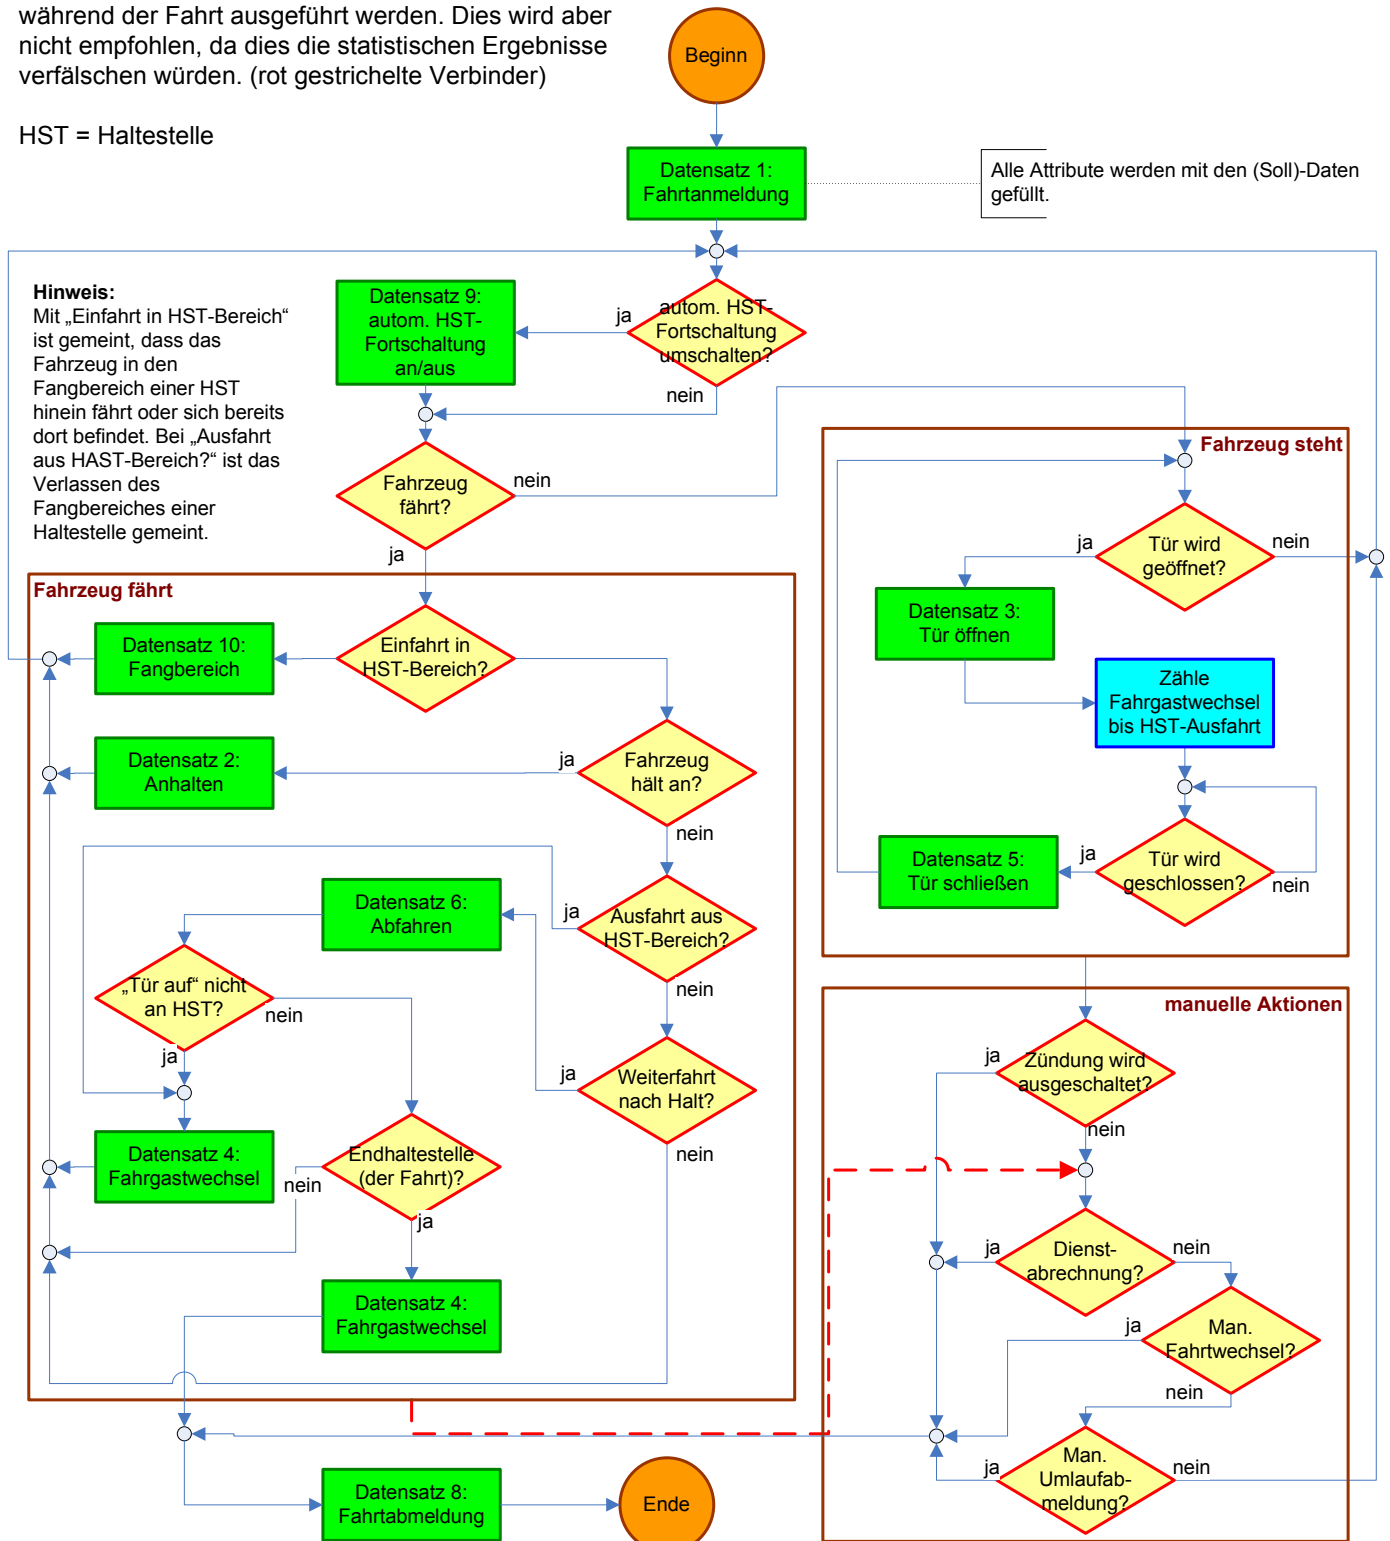 während der Fahrt ausgeführt werden. Dies wird aber
nicht empfohlen, da dies die statistischen Ergebnisse
verfälschen würden. (rot gestrichelte Verbinder)
HST = Haltestelle
Beginn
Datensatz 1:
Fahrtanmeldung
Alle Attribute werden mit den (Soll)-Daten
gefüllt.
Hinweis:
Mit „Einfahrt in HST-Bereich“
ist gemeint, dass das
Fahrzeug in den
Fangbereich einer HST
hinein fährt oder sich bereits
dort befindet. Bei „Ausfahrt
aus HAST-Bereich?“ ist das
Verlassen des
Fangbereiches einer
Haltestelle gemeint.
Datensatz 9:
autom. HST-
Fortschaltung
an/aus
ja
autom. HST-
Fortschaltung
umschalten?
nein
Fahrzeug
fährt?
nein
ja
Fahrzeug steht
Tür wird
geöffnet?
ja
nein
Datensatz 3:
Tür öffnen
Zähle
Fahrgastwechsel
bis HST-Ausfahrt
Datensatz 5:
Tür schließen
ja
Tür wird
geschlossen?
nein
Fahrzeug fährt
Datensatz 10:
Fangbereich
Einfahrt in
HST-Bereich?
Datensatz 2:
Anhalten
ja
Fahrzeug
hält an?
nein
Datensatz 6:
Abfahren
ja
Ausfahrt aus
HST-Bereich?
nein
„Tür auf“ nicht
an HST?
nein
ja
ja
Weiterfahrt
nach Halt?
nein
Datensatz 4:
Fahrgastwechsel
Endhaltestelle
(der Fahrt)?
nein
ja
Datensatz 4:
Fahrgastwechsel
manuelle Aktionen
ja
Zündung wird
ausgeschaltet?
nein
ja
Dienst-
abrechnung?
nein
ja
Man.
Fahrtwechsel?
nein
ja
Man.
Umlaufab-
meldung?
nein
Datensatz 8:
Fahrtabmeldung
Ende